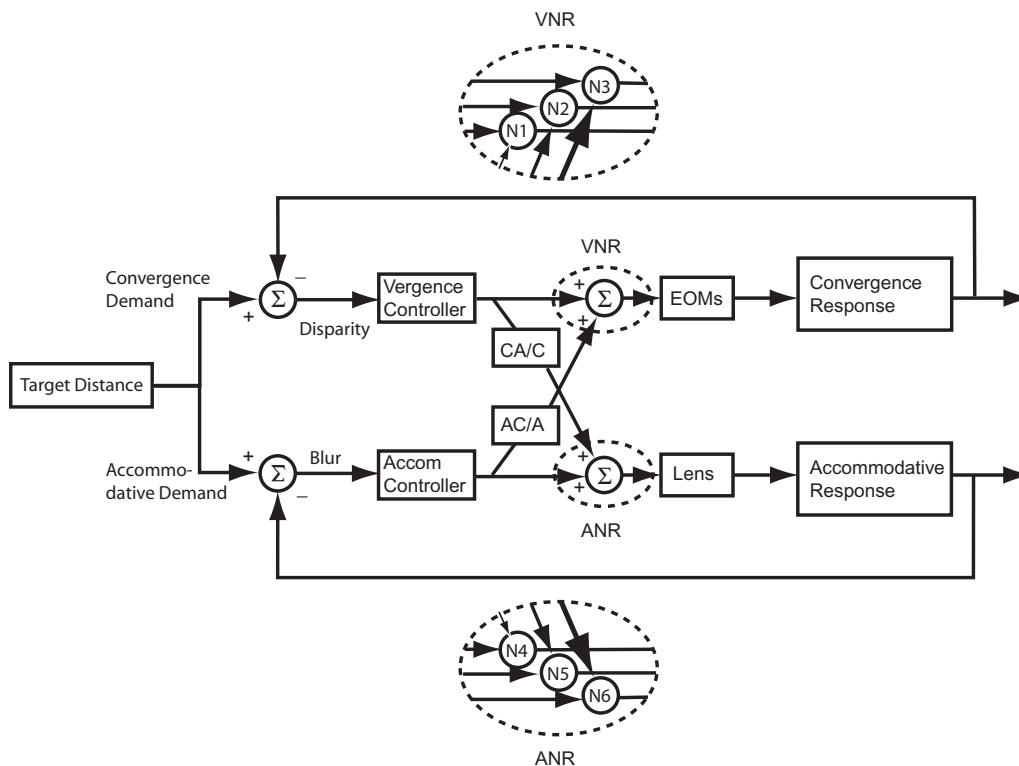 VNR
N3
N2
N1
Convergence
Demand
−
+
Σ
Disparity
Vergence
Controller
VNR
+
+
Σ
EOMs
Convergence
Response
CA/C
Target Distance
AC/A
Accommo-
dative Demand
+
−
Σ
Blur
Accom
Controller
+
+
Σ
ANR
Lens
Accommodative
Response
N4
N5
N6
ANR